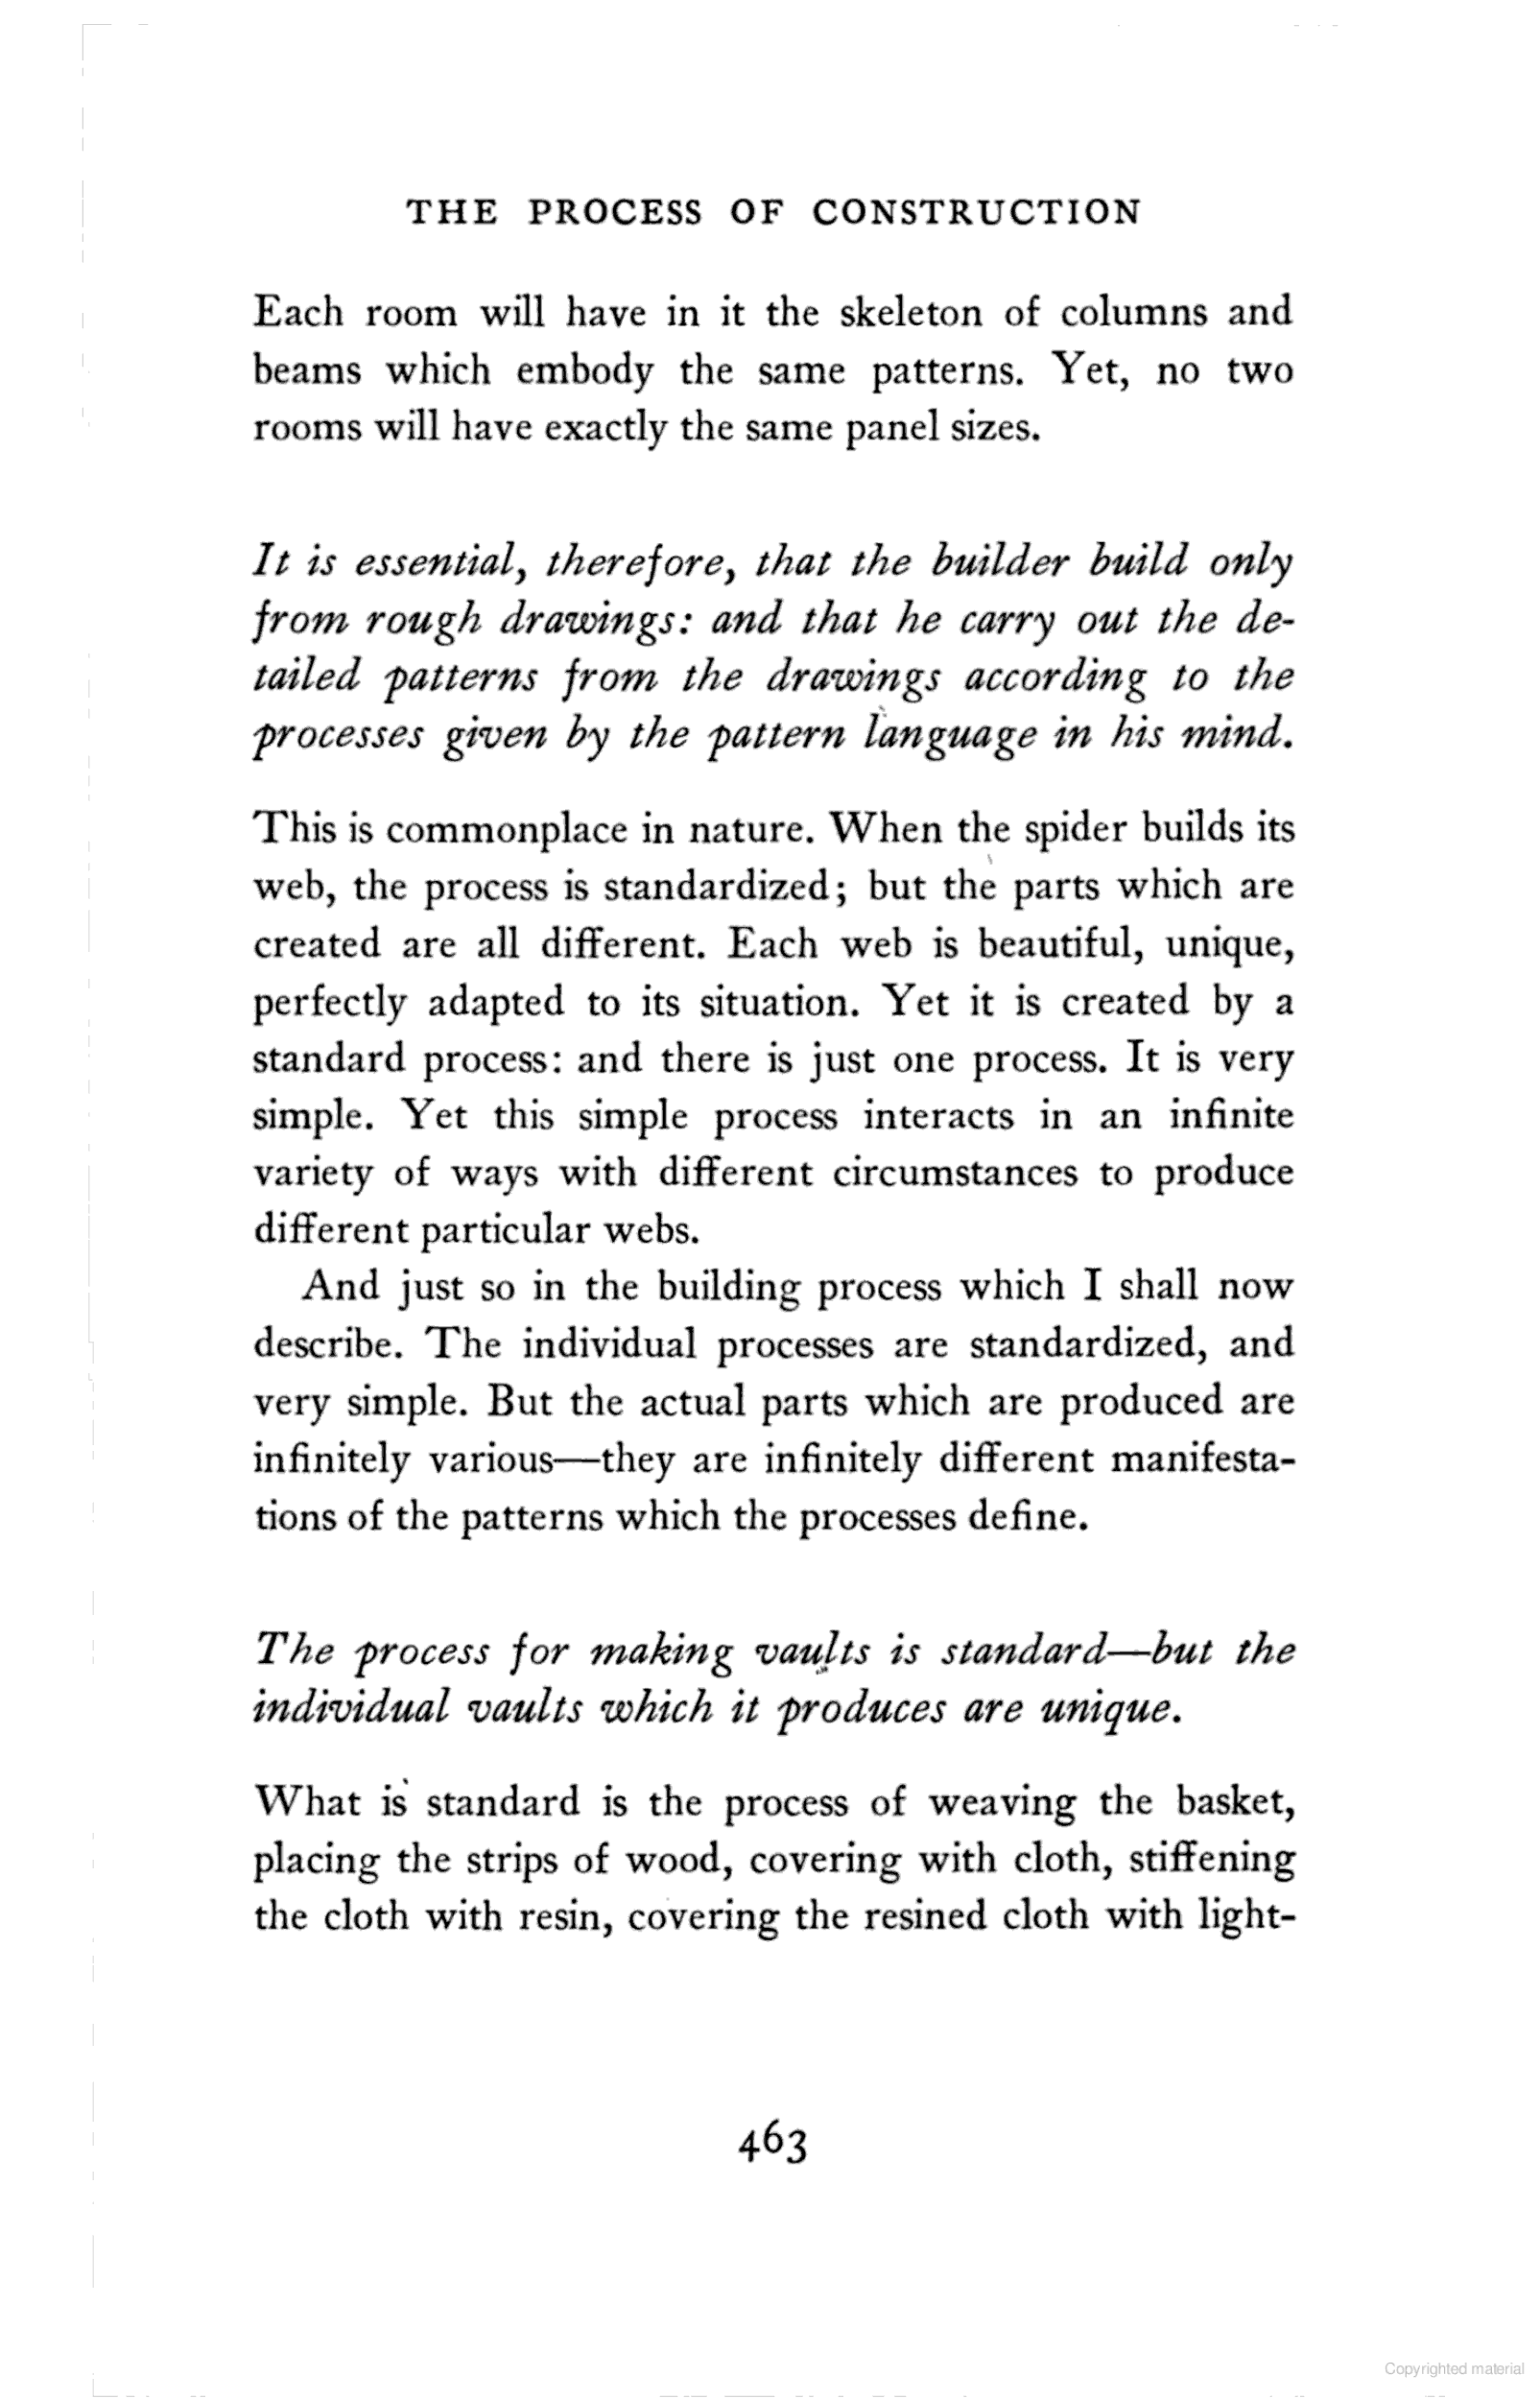 THE PROCESS OF CONSTRUCTION
Each room will have in it the skeleton of columns and
beams which embody the same patterns. Yet, no two
rooms will have exactly the same panel sizes.
It is essential, therefore, that the builder build only
from rough drawings: and that he carry out the de-
tailed patterns from the drawings according to the
processes given by the pattern language in his mind.
This is commonplace in nature. When the spider builds its
web, the process is standardized; but the parts which are
created are all different. Each web is beautiful, unique,
perfectly adapted to its situation. Yet it is created by a
standard process: and there is just one process. It is very
simple. Yet this simple process interacts in an infinite
variety of ways with different circumstances to produce
different particular webs.
And just so in the building process which I shall now
describe. The individual processes are standardized, and
very simple. But the actual parts which are produced are
infinitely various—they are infinitely different manifesta-
tions of the patterns which the processes define.
The process for making vaults is standard—but the
individual vaults which it produces are unique.
What is standard is the process of weaving the basket,
placing the strips of wood, covering with cloth, stiffening
the cloth with resin, covering the resined cloth with light-
463
Copyrighted material